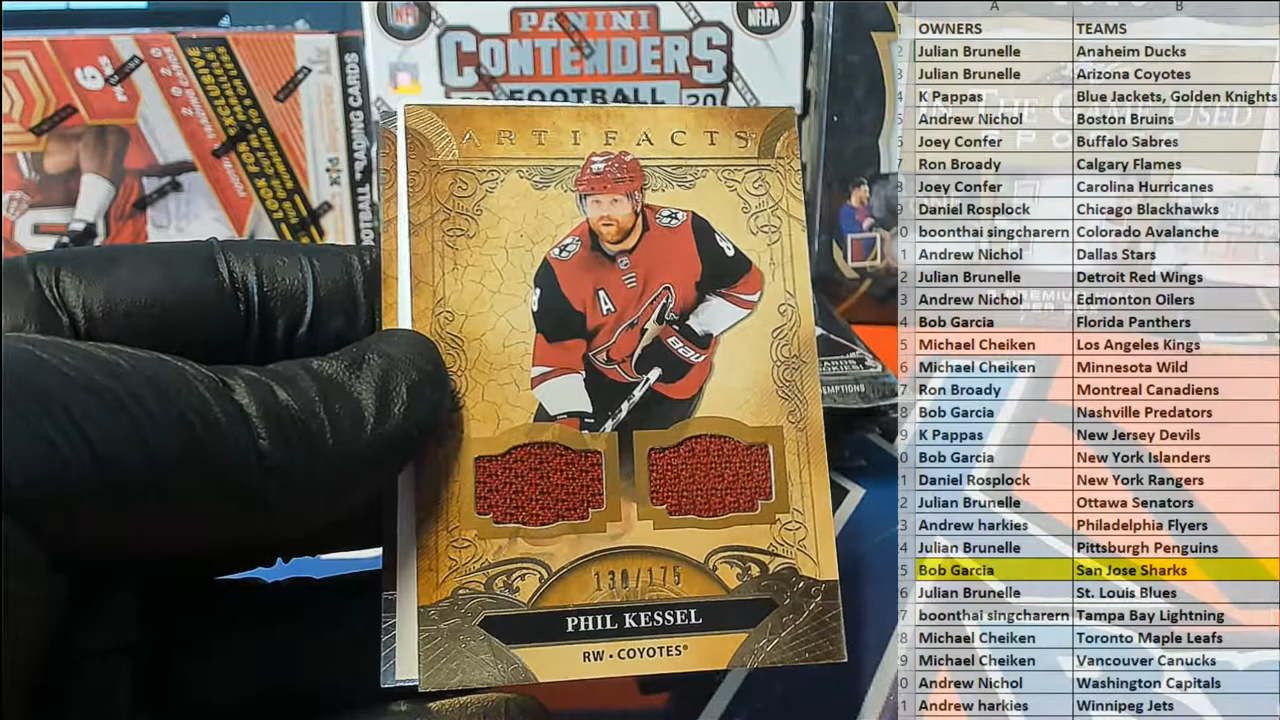 NFL
PANINI
CONTENDERS
FOOTBALL 20
NFLPA
FOOTBALL TRADING CARDS
ARTIFACTS
A
BAU
130/175
PHIL KESSEL
RW • COYOTES
A B
OWNERS TEAMS
Julian Brunelle Anaheim Ducks
Julian Brunelle Arizona Coyotes
K Pappas Blue Jackets, Golden Knights
Andrew Nichol Boston Bruins
Joey Confer Buffalo Sabres
Ron Broady Calgary Flames
Joey Confer Carolina Hurricanes
Daniel Rosplock Chicago Blackhawks
boonthai singcharern Colorado Avalanche
Andrew Nichol Dallas Stars
Julian Brunelle Detroit Red Wings
Andrew Nichol Edmonton Oilers
Bob Garcia Florida Panthers
Michael Cheiken Los Angeles Kings
Michael Cheiken Minnesota Wild
Ron Broady Montreal Canadiens
Bob Garcia Nashville Predators
K Pappas New Jersey Devils
Bob Garcia New York Islanders
Daniel Rosplock New York Rangers
Julian Brunelle Ottawa Senators
Andrew harkies Philadelphia Flyers
Julian Brunelle Pittsburgh Penguins
Bob Garcia San Jose Sharks
Julian Brunelle St. Louis Blues
boonthai singcharern Tampa Bay Lightning
Michael Cheiken Toronto Maple Leafs
Michael Cheiken Vancouver Canucks
Andrew Nichol Washington Capitals
Andrew harkies Winnipeg Jets